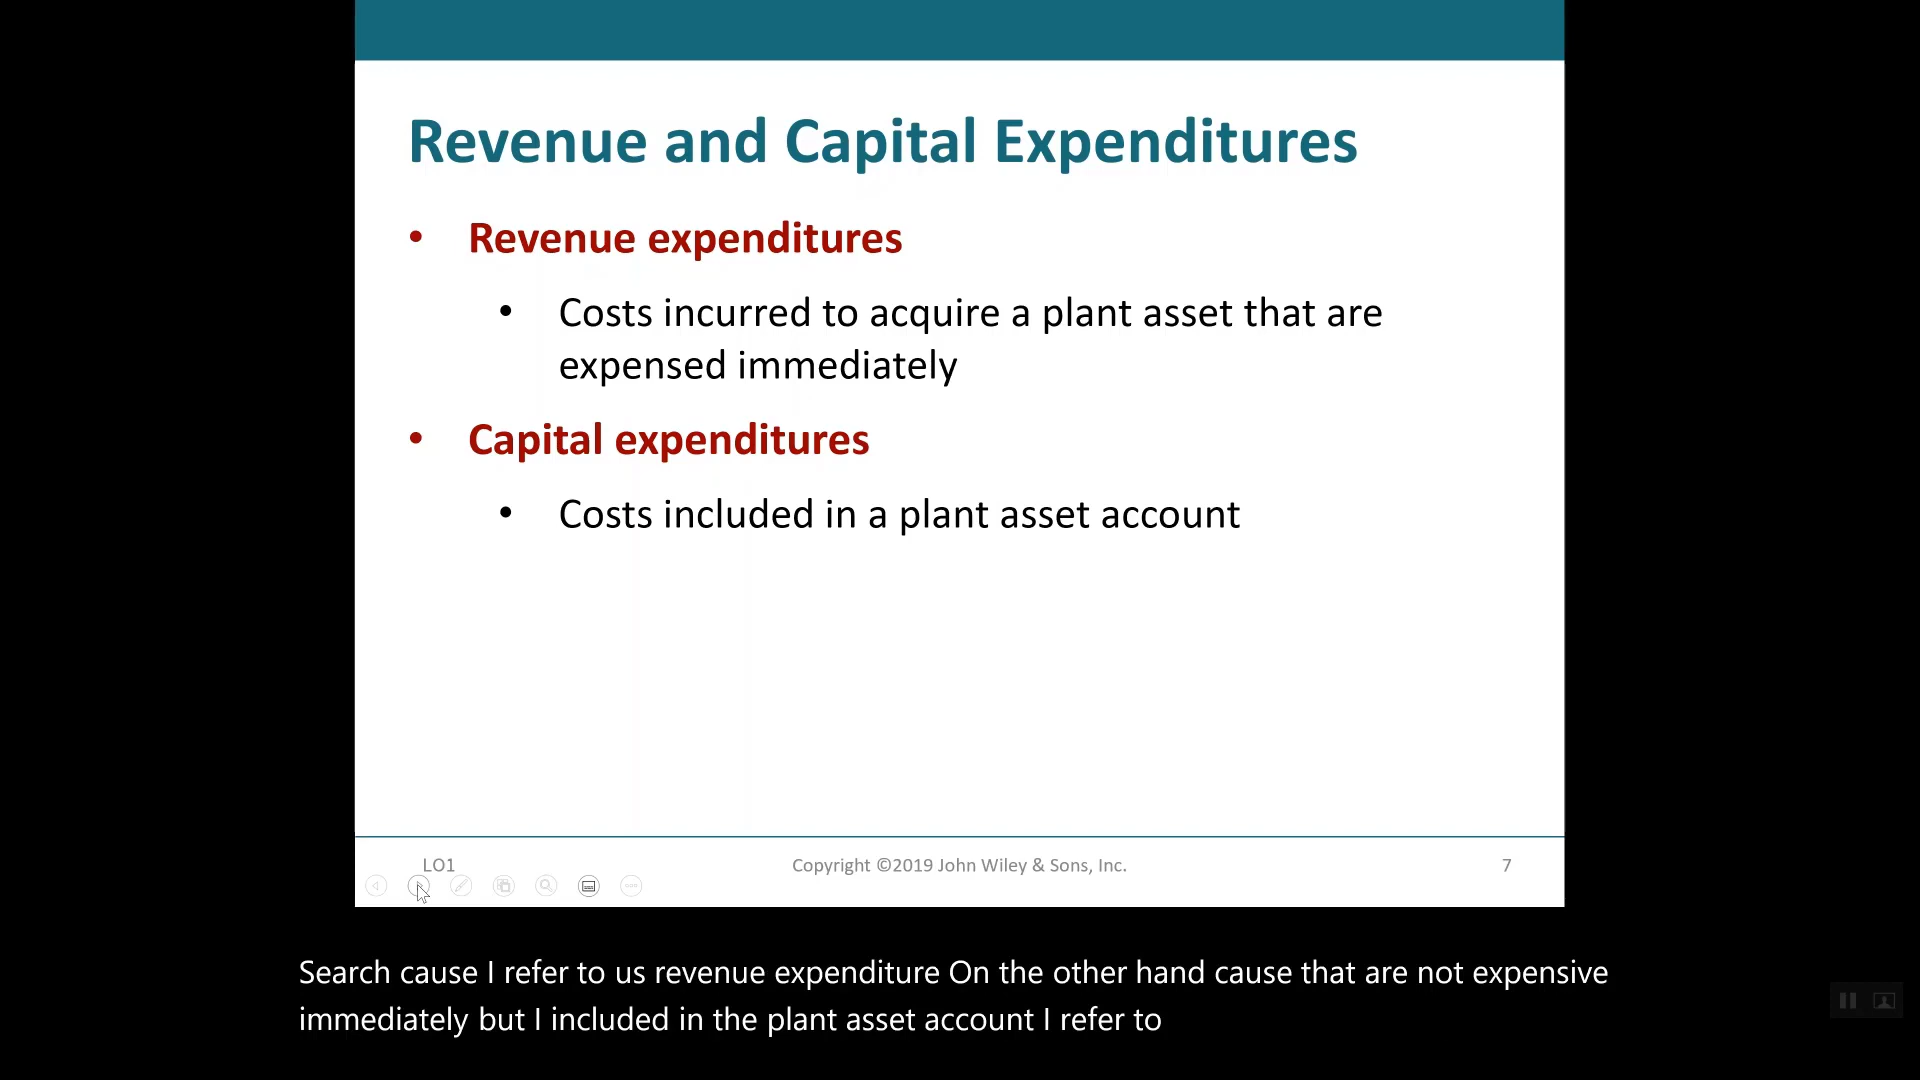 Revenue and Capital Expenditures
• Revenue expenditures
• Costs incurred to acquire a plant asset that are
expensed immediately
• Capital expenditures
• Costs included in a plant asset account
LO1
Copyright ©2019 John Wiley & Sons, Inc.
7
Search cause I refer to us revenue expenditure On the other hand cause that are not expensive
immediately but I included in the plant asset account I refer to